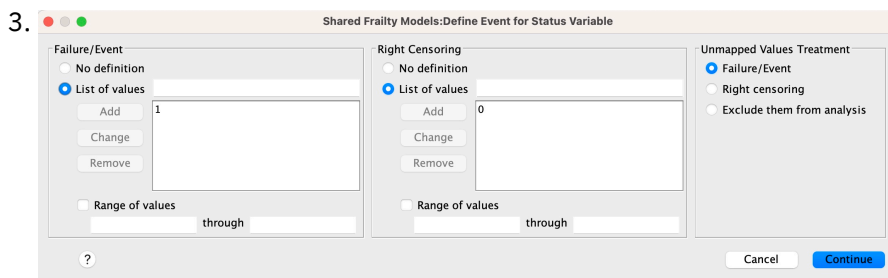 3.
Shared Frailty Models:Define Event for Status Variable
Failure/Event
No definition
List of values
Add
1
Change
Remove
Range of values
through
Right Censoring
No definition
List of values
Add
0
Change
Remove
Range of values
through
Unmapped Values Treatment
Failure/Event
Right censoring
Exclude them from analysis
?
Cancel
Continue